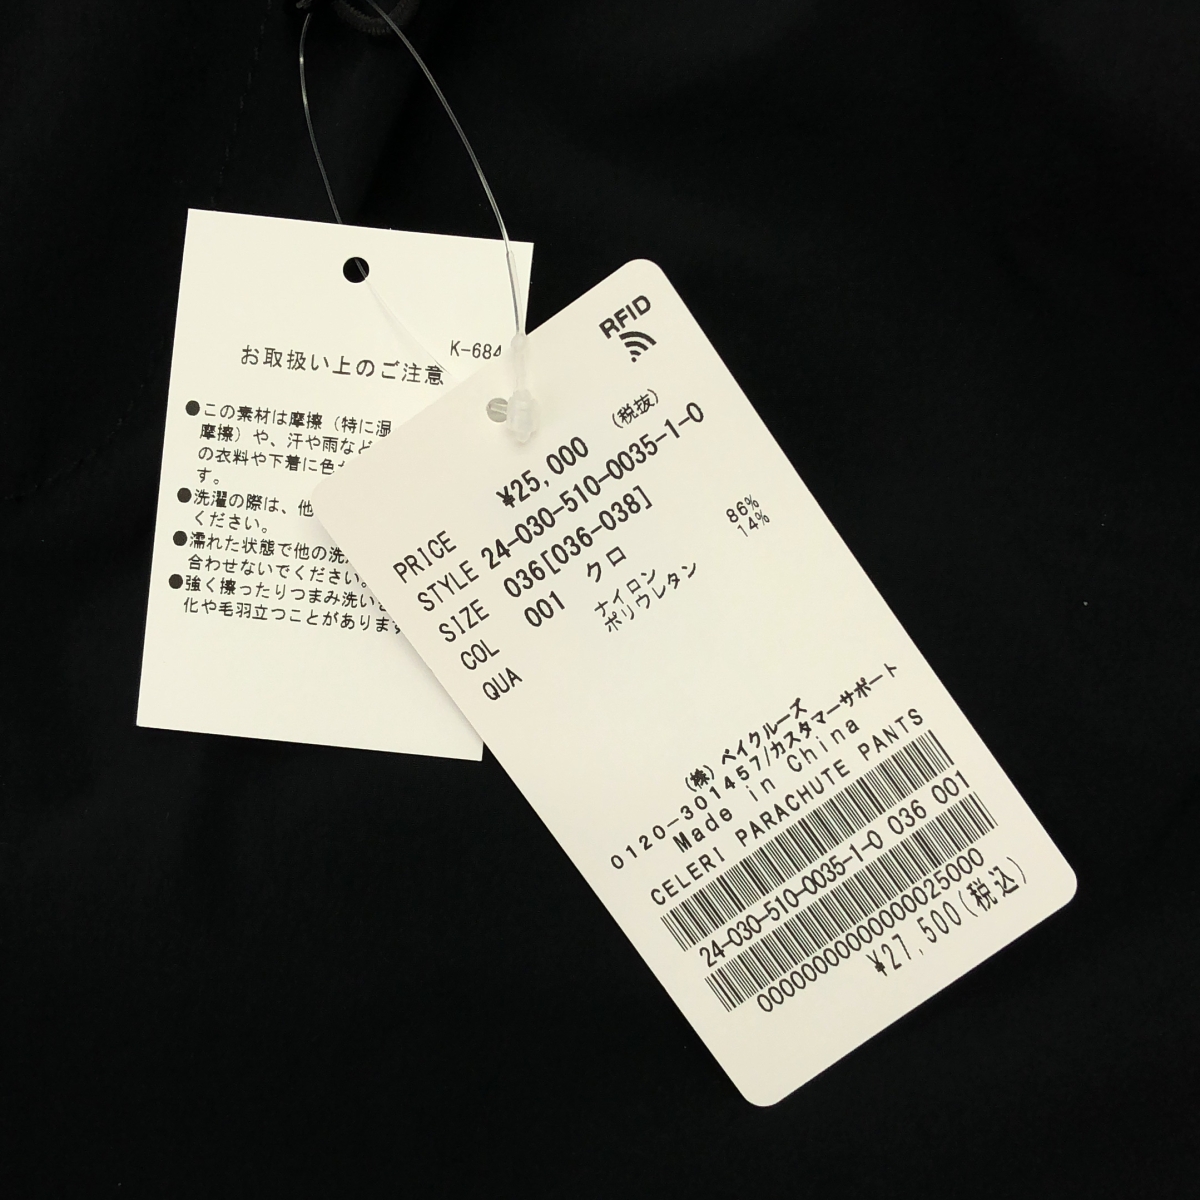 K-684
お取扱い上のご注意
●この素材は摩擦（特に湿
摩擦）や、汗や雨など
の衣料や下着に色
す。
●洗濯の際は、他
ください。
●濡れた状態で他の洗
合わせないでください。
●強く擦ったりつまみ洗い
化や毛羽立つことがあります
RFID
(税抜)
PRICE ¥25,000
STYLE 24-030-510-0035-1-0
SIZE 036[036-038]
COL 001 クロ
QUA ナイロン 86%
ポリウレタン 14%
(株)ベイクルーズ
0120-301457/カスタマーサポート
Made in China
CELERI PARACHUTE PANTS
24-030-510-0035-1-0 036 001
¥27,500(税込)